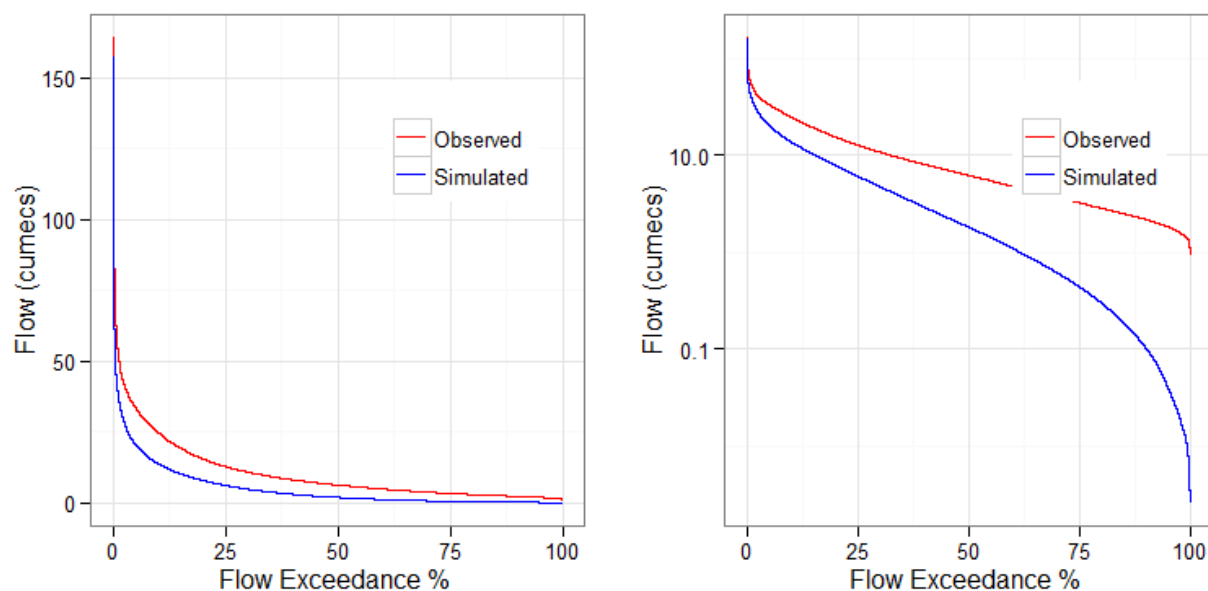 150
100
50
0
Flow (cumecs)
Observed
Simulated
0 25 50 75 100
Flow Exceedance %
10.0
0.1
Flow (cumecs)
Observed
Simulated
0 25 50 75 100
Flow Exceedance %